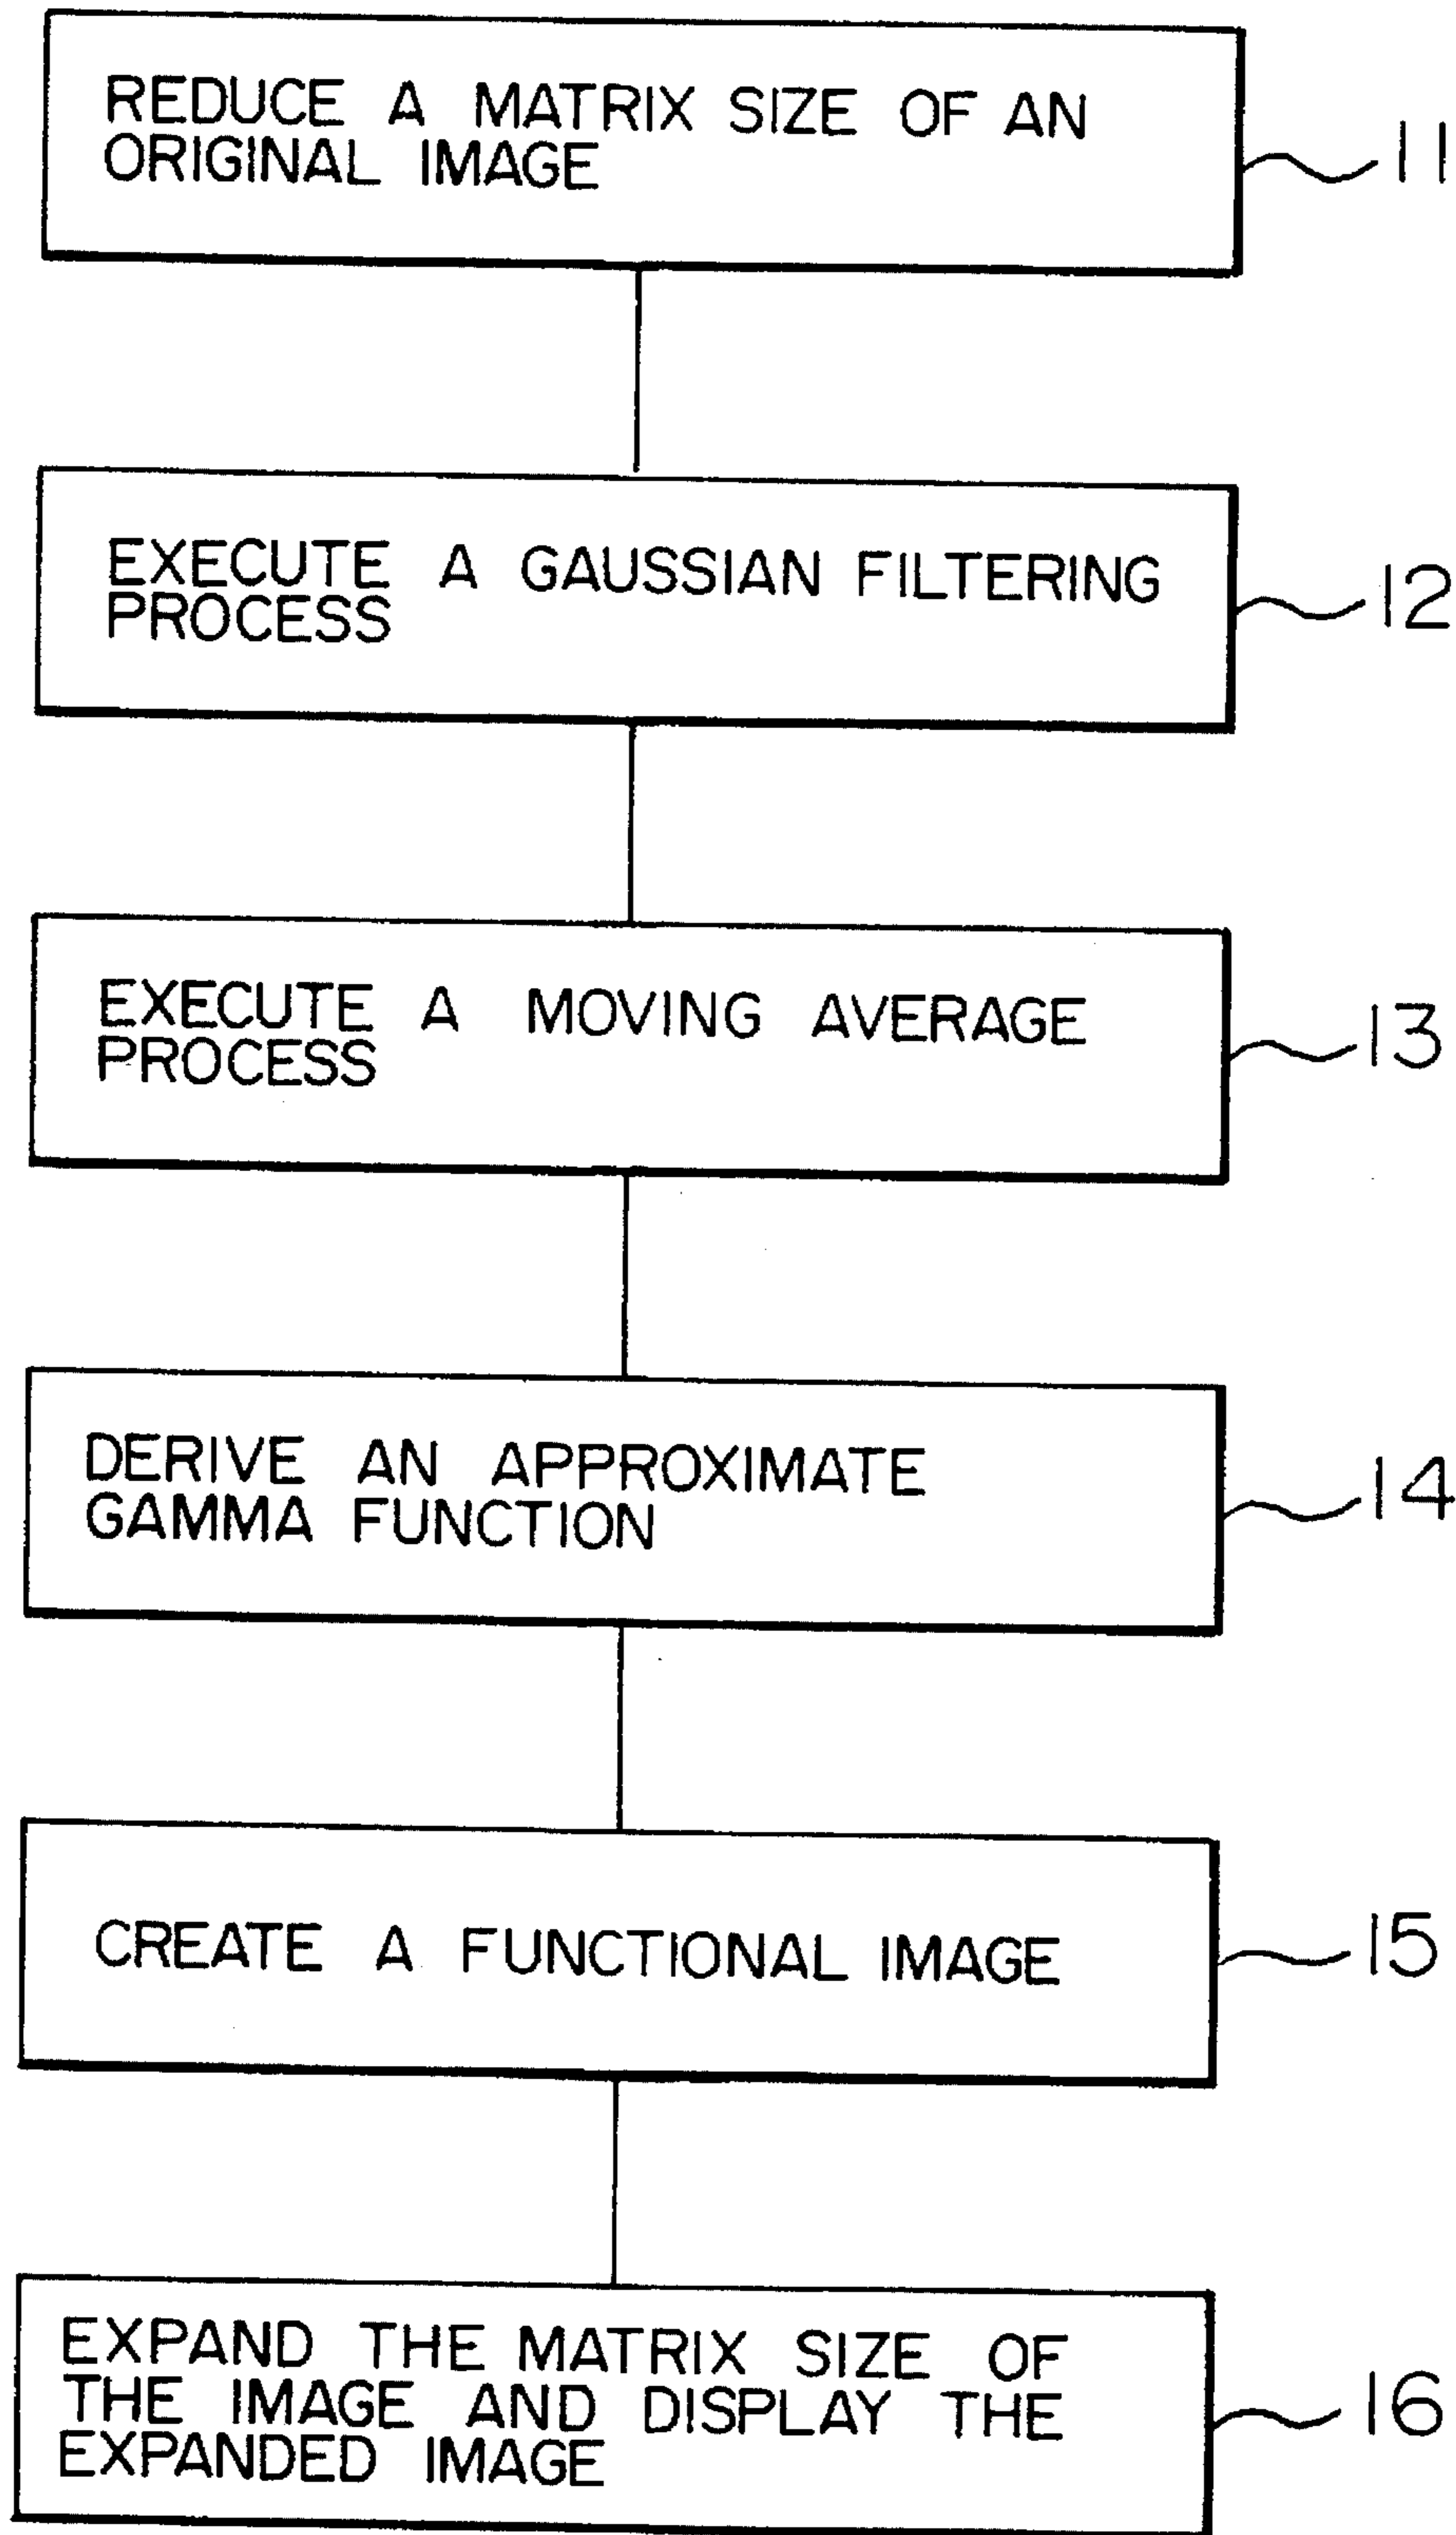 REDUCE A MATRIX SIZE OF AN
ORIGINAL IMAGE
11
EXECUTE A GAUSSIAN FILTERING
PROCESS
12
EXECUTE A MOVING AVERAGE
PROCESS
13
DERIVE AN APPROXIMATE
GAMMA FUNCTION
14
CREATE A FUNCTIONAL IMAGE
15
EXPAND THE MATRIX SIZE OF
THE IMAGE AND DISPLAY THE
EXPANDED IMAGE
16